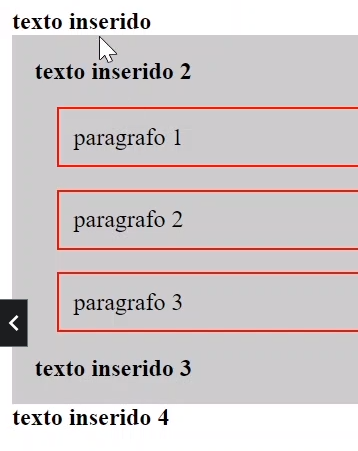 texto inserido
texto inserido 2
paragrafo 1
paragrafo 2
paragrafo 3
texto inserido 3
texto inserido 4